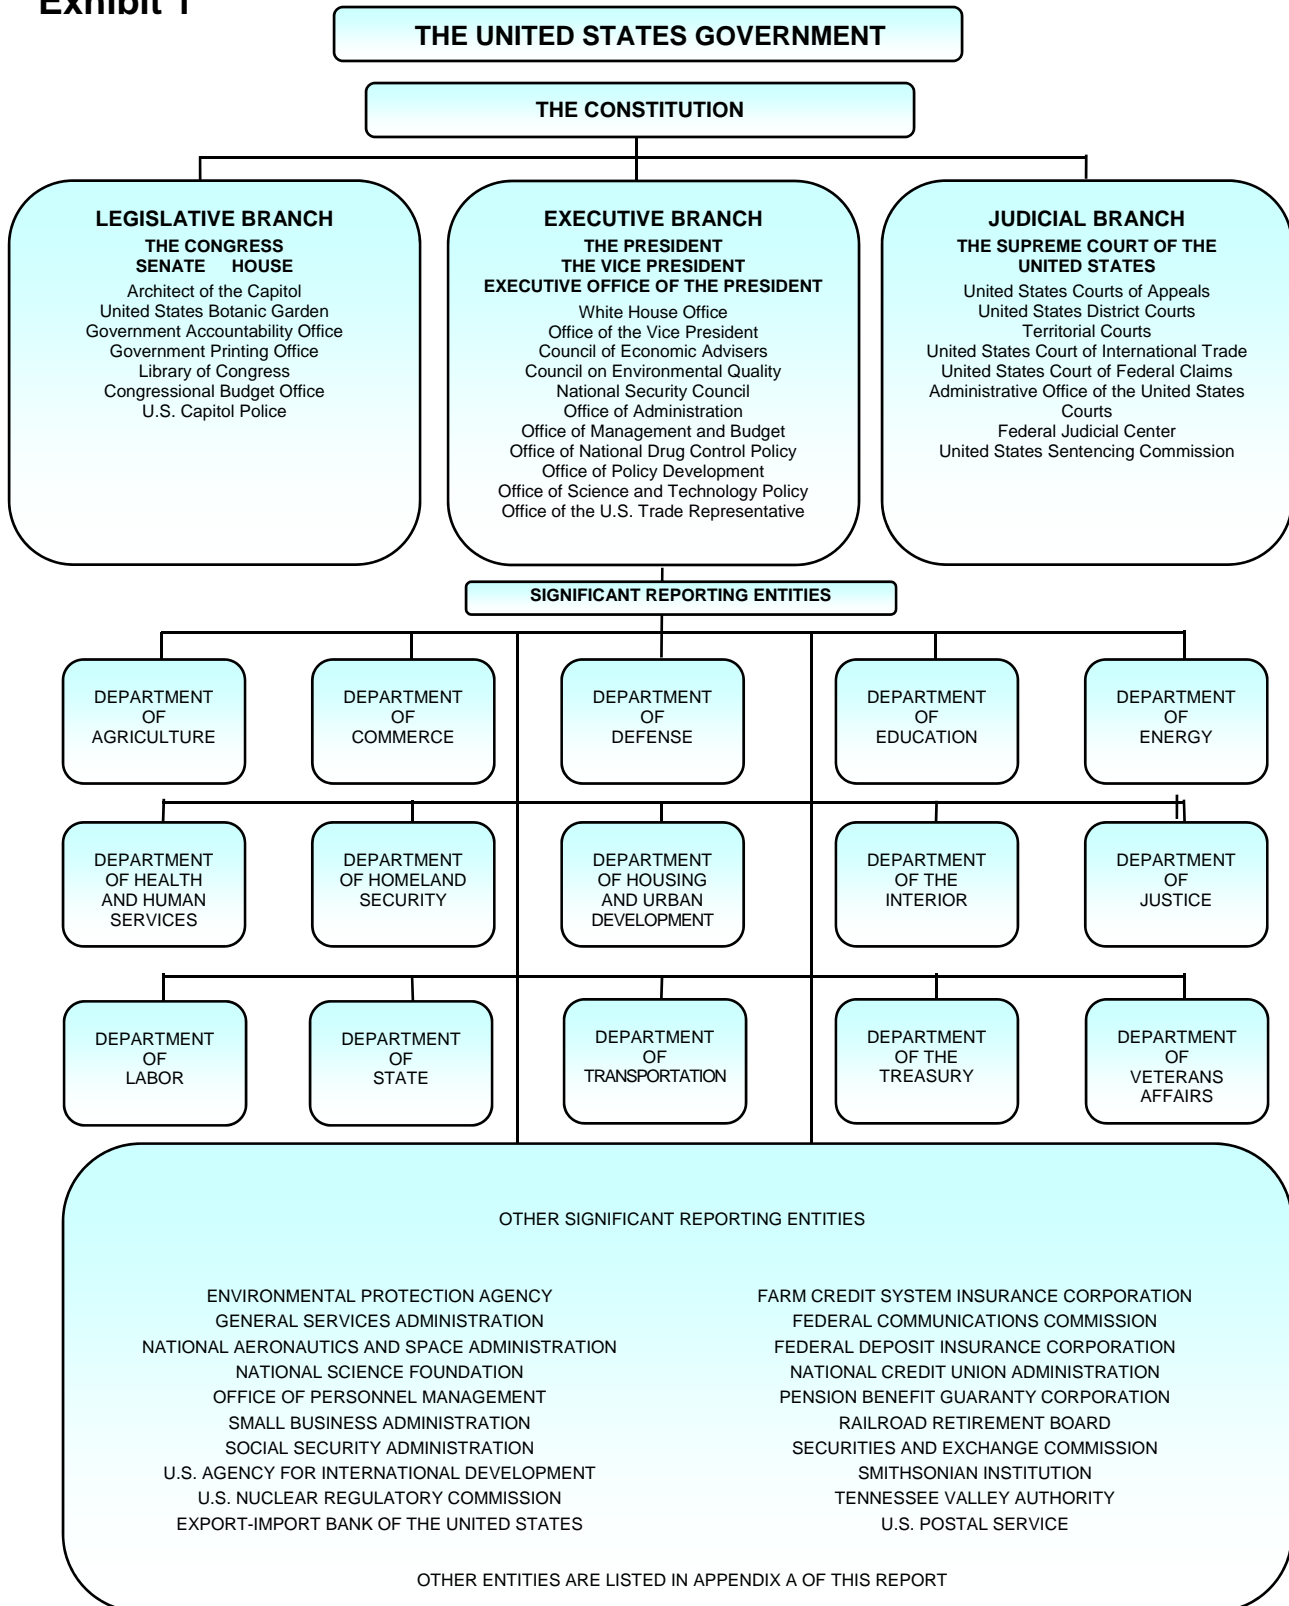 Exhibit 1
THE UNITED STATES GOVERNMENT
THE CONSTITUTION
LEGISLATIVE BRANCH
THE CONGRESS
SENATE HOUSE
Architect of the Capitol
United States Botanic Garden
Government Accountability Office
Government Printing Office
Library of Congress
Congressional Budget Office
U.S. Capitol Police
EXECUTIVE BRANCH
THE PRESIDENT
THE VICE PRESIDENT
EXECUTIVE OFFICE OF THE PRESIDENT
White House Office
Office of the Vice President
Council of Economic Advisers
Council on Environmental Quality
National Security Council
Office of Administration
Office of Management and Budget
Office of National Drug Control Policy
Office of Policy Development
Office of Science and Technology Policy
Office of the U.S. Trade Representative
JUDICIAL BRANCH
THE SUPREME COURT OF THE
UNITED STATES
United States Courts of Appeals
United States District Courts
Territorial Courts
United States Court of International Trade
United States Court of Federal Claims
Administrative Office of the United States
Courts
Federal Judicial Center
United States Sentencing Commission
SIGNIFICANT REPORTING ENTITIES
DEPARTMENT
OF
AGRICULTURE
DEPARTMENT
OF
COMMERCE
DEPARTMENT
OF
DEFENSE
DEPARTMENT
OF
EDUCATION
DEPARTMENT
OF
ENERGY
DEPARTMENT
OF HEALTH
AND HUMAN
SERVICES
DEPARTMENT
OF HOMELAND
SECURITY
DEPARTMENT
OF HOUSING
AND URBAN
DEVELOPMENT
DEPARTMENT
OF THE
INTERIOR
DEPARTMENT
OF
JUSTICE
DEPARTMENT
OF
LABOR
DEPARTMENT
OF
STATE
DEPARTMENT
OF
TRANSPORTATION
DEPARTMENT
OF THE
TREASURY
DEPARTMENT
OF
VETERANS
AFFAIRS
OTHER SIGNIFICANT REPORTING ENTITIES
ENVIRONMENTAL PROTECTION AGENCY
GENERAL SERVICES ADMINISTRATION
NATIONAL AERONAUTICS AND SPACE ADMINISTRATION
NATIONAL SCIENCE FOUNDATION
OFFICE OF PERSONNEL MANAGEMENT
SMALL BUSINESS ADMINISTRATION
SOCIAL SECURITY ADMINISTRATION
U.S. AGENCY FOR INTERNATIONAL DEVELOPMENT
U.S. NUCLEAR REGULATORY COMMISSION
EXPORT-IMPORT BANK OF THE UNITED STATES
FARM CREDIT SYSTEM INSURANCE CORPORATION
FEDERAL COMMUNICATIONS COMMISSION
FEDERAL DEPOSIT INSURANCE CORPORATION
NATIONAL CREDIT UNION ADMINISTRATION
PENSION BENEFIT GUARANTY CORPORATION
RAILROAD RETIREMENT BOARD
SECURITIES AND EXCHANGE COMMISSION
SMITHSONIAN INSTITUTION
TENNESSEE VALLEY AUTHORITY
U.S. POSTAL SERVICE
OTHER ENTITIES ARE LISTED IN APPENDIX A OF THIS REPORT